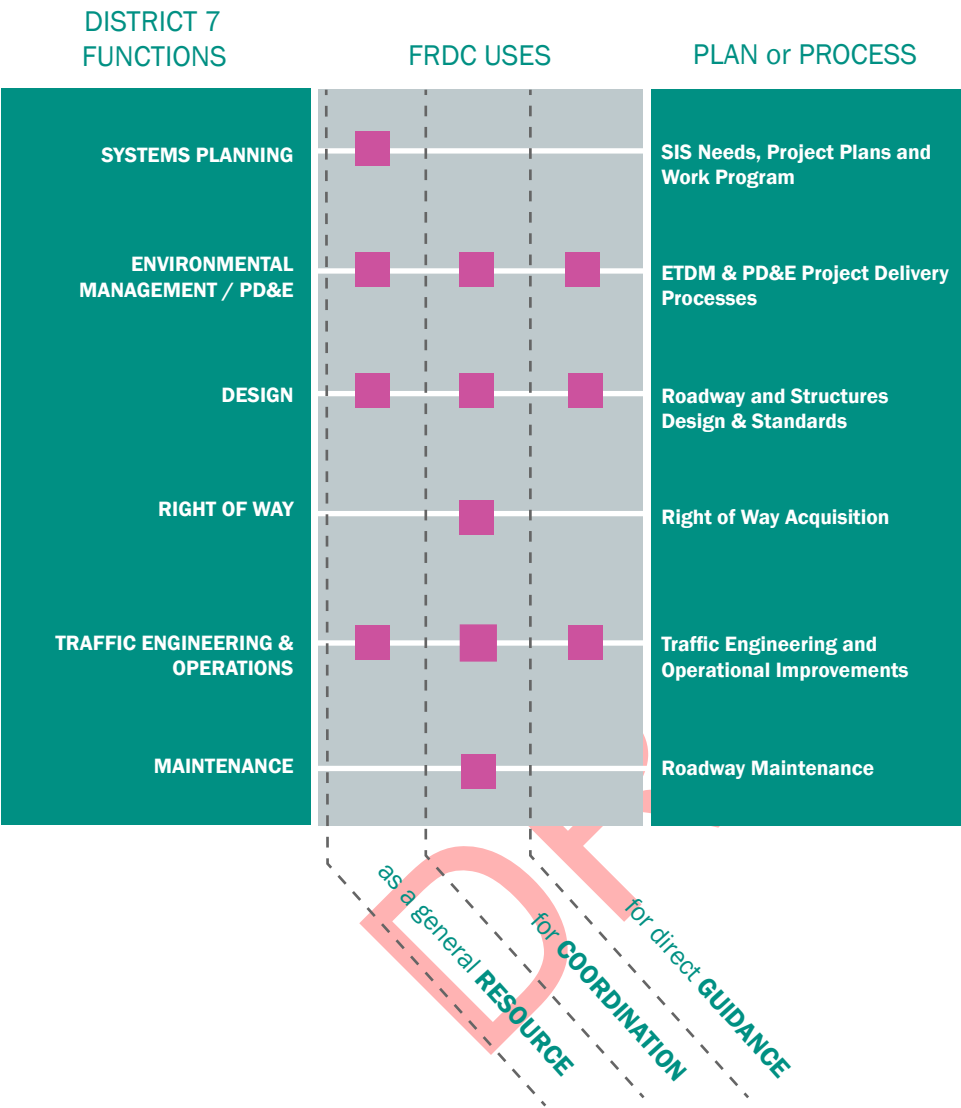 DISTRICT 7
FUNCTIONS
FRDC USES
PLAN or PROCESS
SYSTEMS PLANNING
SIS Needs, Project Plans and
Work Program
ENVIRONMENTAL
MANAGEMENT / PD&E
ETDM & PD&E Project Delivery
Processes
DESIGN
Roadway and Structures
Design & Standards
RIGHT OF WAY
Right of Way Acquisition
TRAFFIC ENGINEERING &
OPERATIONS
Traffic Engineering and
Operational Improvements
MAINTENANCE
Roadway Maintenance
as a general RESOURCE
for COORDINATION
for direct GUIDANCE